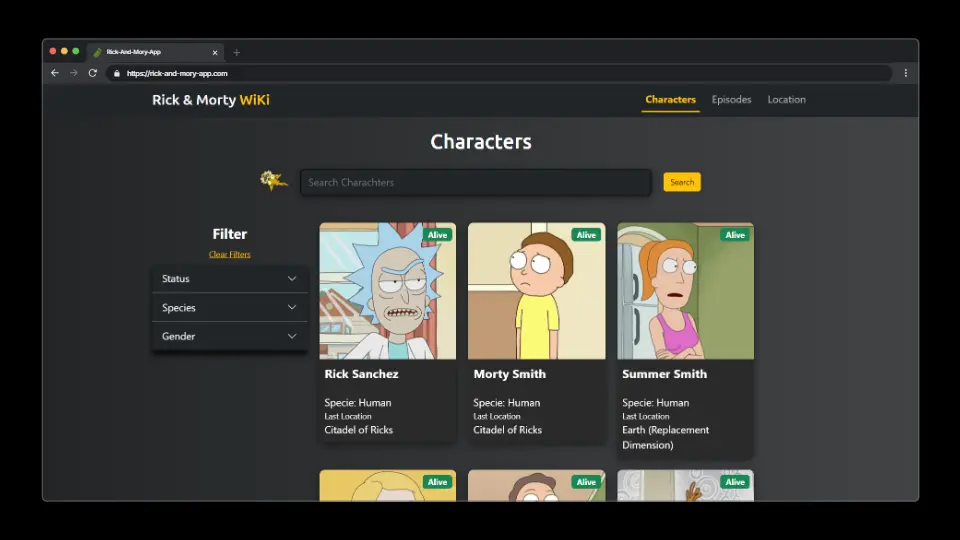 Rick-And-Mory-App
https://rick-and-mory-app.com
Rick & Morty WiKi
Characters Episodes Location
Characters
Search Charachters
Search
Filter
Clear Filters
Status
Species
Gender
Alive
Rick Sanchez
Specie: Human
Last Location
Citadel of Ricks
Alive
Morty Smith
Specie: Human
Last Location
Citadel of Ricks
Alive
Summer Smith
Specie: Human
Last Location
Earth (Replacement
Dimension)
Alive
Alive
Alive